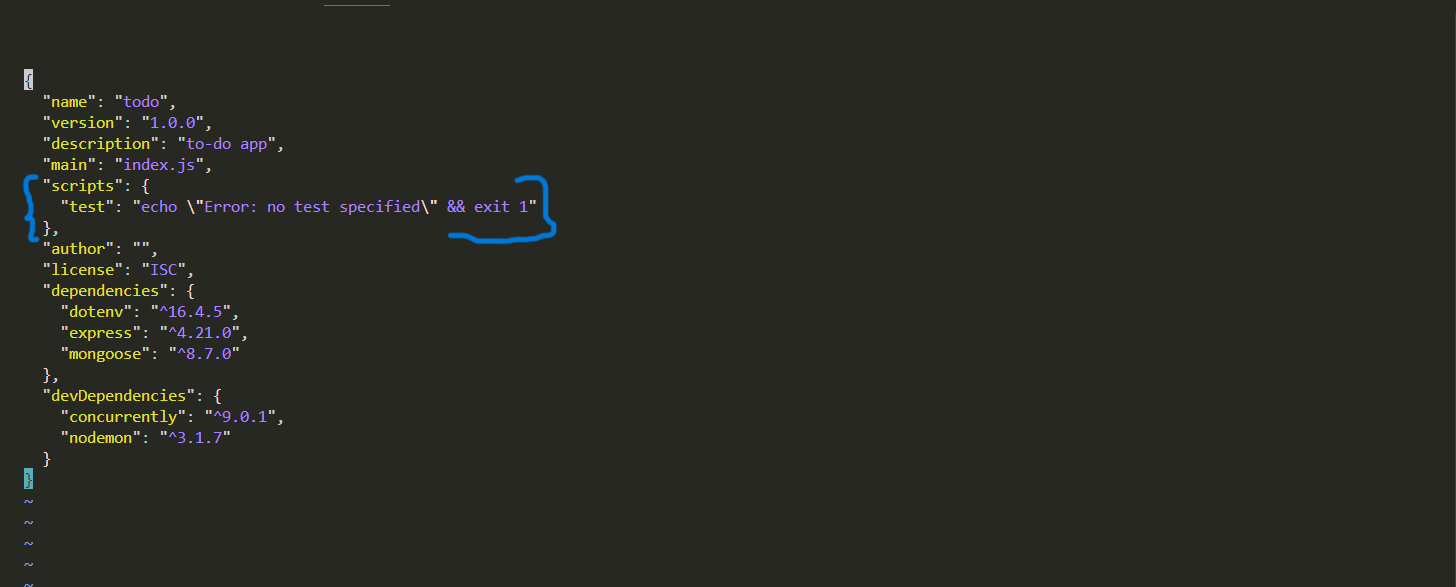 {
  "name": "todo",
  "version": "1.0.0",
  "description": "to-do app",
  "main": "index.js",
  "scripts": {
    "test": "echo \"Error: no test specified\" && exit 1"
  },
  "author": "",
  "license": "ISC",
  "dependencies": {
    "dotenv": "^16.4.5",
    "express": "^4.21.0",
    "mongoose": "^8.7.0"
  },
  "devDependencies": {
    "concurrently": "^9.0.1",
    "nodemon": "^3.1.7"
  }
}
~
~
~
~
~